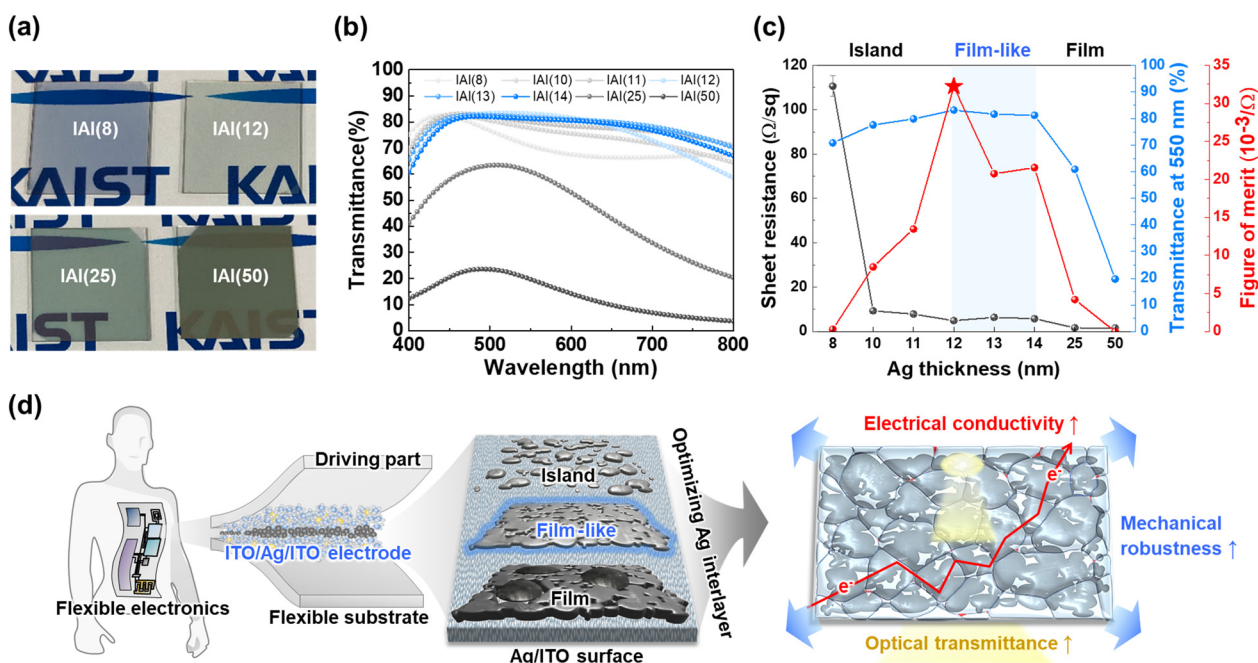 (a)
KAIST
IAI(8)
IAI(12)
KAIST
KAIST
IAI(25)
IAI(50)
KAIST
KAIST
(b)
Transmittance(%)
100
90
80
70
60
50
40
30
20
10
0
IAI(8) IAI(10) IAI(11) IAI(12)
IAI(13) IAI(14) IAI(25) IAI(50)
400 500 600 700 800
Wavelength (nm)
(c)
Island Film-like Film
Sheet resistance (Ω/sq)
120
100
80
60
40
20
0
8 10 11 12 13 14 25 50
Ag thickness (nm)
100
90
80
70
60
50
40
30
20
10
0
Transmittance at 550 nm (%)
35
30
25
20
15
10
5
0
Figure of merit (10⁻³/Ω)
(d)
Flexible electronics
Driving part
ITO/Ag/ITO electrode
Flexible substrate
Island
Film-like
Film
Ag/ITO surface
Optimizing Ag interlayer
Electrical conductivity ↑
e⁻
e⁻
Mechanical
robustness ↑
Optical transmittance ↑